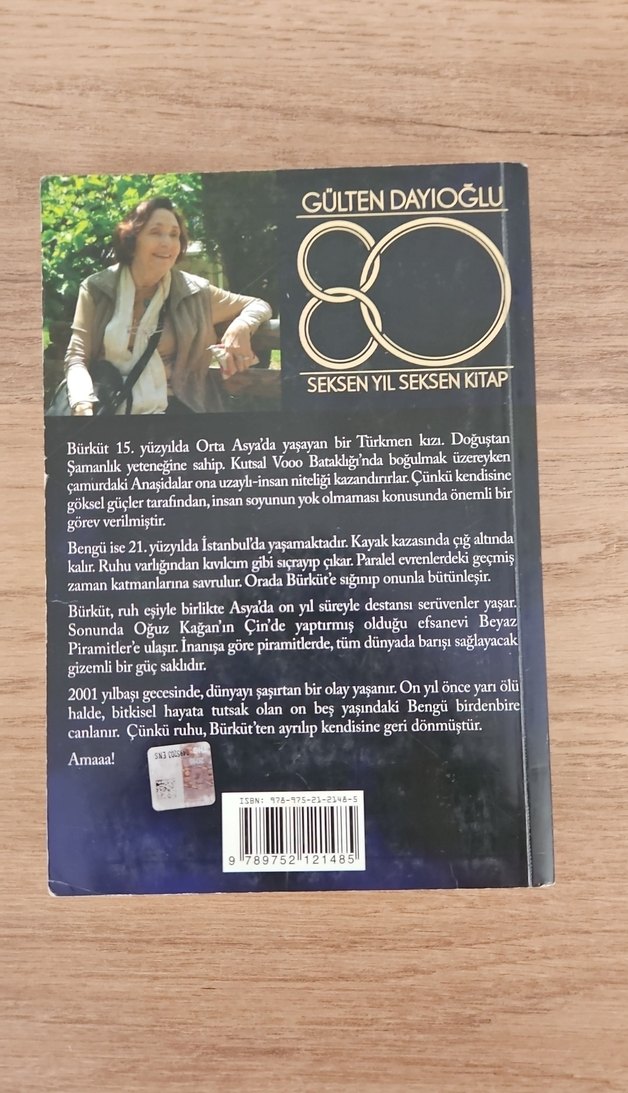 GÜLTEN DAYIOĞLU
80
SEKSEN YIL SEKSEN KİTAP
Bürküt 15. yüzyılda Orta Asya'da yaşayan bir Türkmen kızı. Doğuştan
Şamanlık yeteneğine sahip. Kutsal Vooo Bataklığı'nda boğulmak üzereyken
çamurdaki Anaşidalar ona uzaylı-insan niteliği kazandırırlar. Çünkü kendisine
göksel güçler tarafından, insan soyunun yok olmaması konusunda önemli bir
görev verilmiştir.
Bengü ise 21. yüzyılda İstanbul'da yaşamaktadır. Kayak kazasında çığ altında
kalır. Ruhu varlığından kıvılcım gibi sıçrayıp çıkar. Paralel evrenlerdeki geçmiş
zaman katmanlarına savrulur. Orada Bürküt'e sığınıp onunla bütünleşir.
Bürküt, ruh eşiyle birlikte Asya'da on yıl süreyle destansı serüvenler yaşar.
Sonunda Oğuz Kağan'ın Çin'de yaptırmış olduğu efsanevi Beyaz
Piramitler'e ulaşır. İnanışa göre piramitlerde, tüm dünyada barışı sağlayacak
gizemli bir güç saklıdır.
2001 yılbaşı gecesinde, dünyayı şaşırtan bir olay yaşanır. On yıl önce yarı ölü
halde, bitkisel hayata tutsak olan on beş yaşındaki Bengü birdenbire
canlanır. Çünkü ruhu, Bürküt'ten ayrılıp kendisine geri dönmüştür.
Amaaa!
ISBN: 978-975-21-2148-5
9 789752 121485